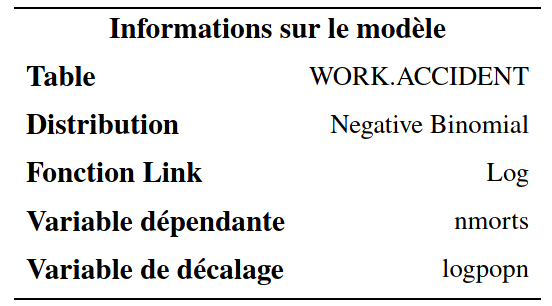 Informations sur le modèle
Table WORK.ACCIDENT
Distribution Negative Binomial
Fonction Link Log
Variable dépendante nmorts
Variable de décalage logpopn